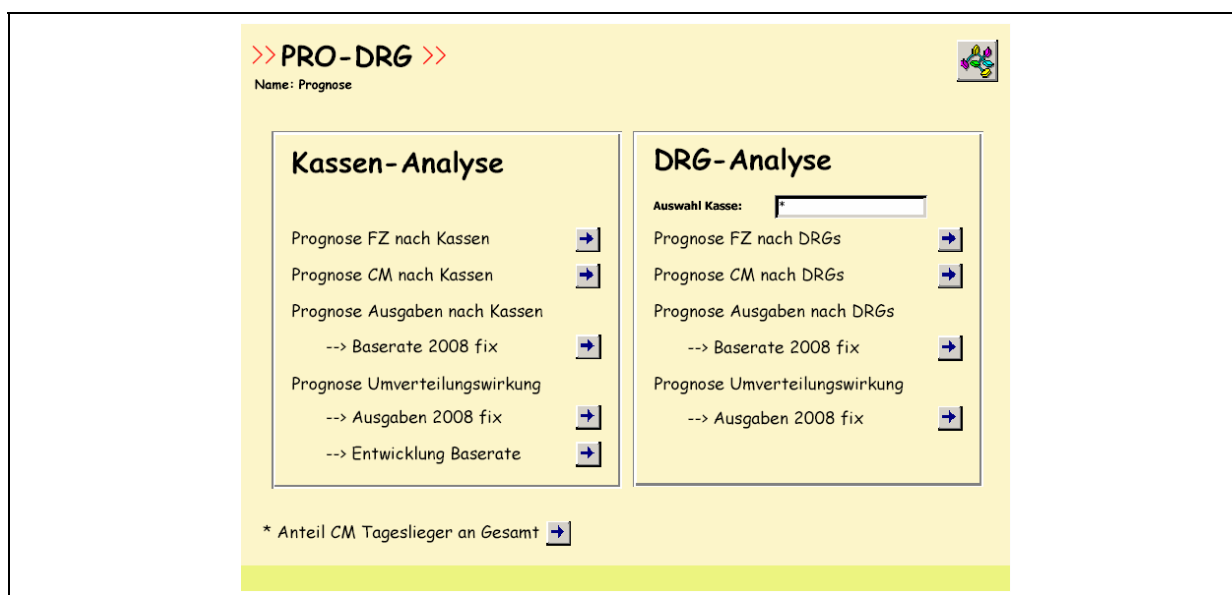 >> PRO-DRG >>
Name: Prognose
Kassen-Analyse
Prognose FZ nach Kassen
Prognose CM nach Kassen
Prognose Ausgaben nach Kassen
--> Baserate 2008 fix
Prognose Umverteilungswirkung
--> Ausgaben 2008 fix
--> Entwicklung Baserate
DRG-Analyse
Auswahl Kasse: *
Prognose FZ nach DRGs
Prognose CM nach DRGs
Prognose Ausgaben nach DRGs
--> Baserate 2008 fix
Prognose Umverteilungswirkung
--> Ausgaben 2008 fix
* Anteil CM Tageslieger an Gesamt